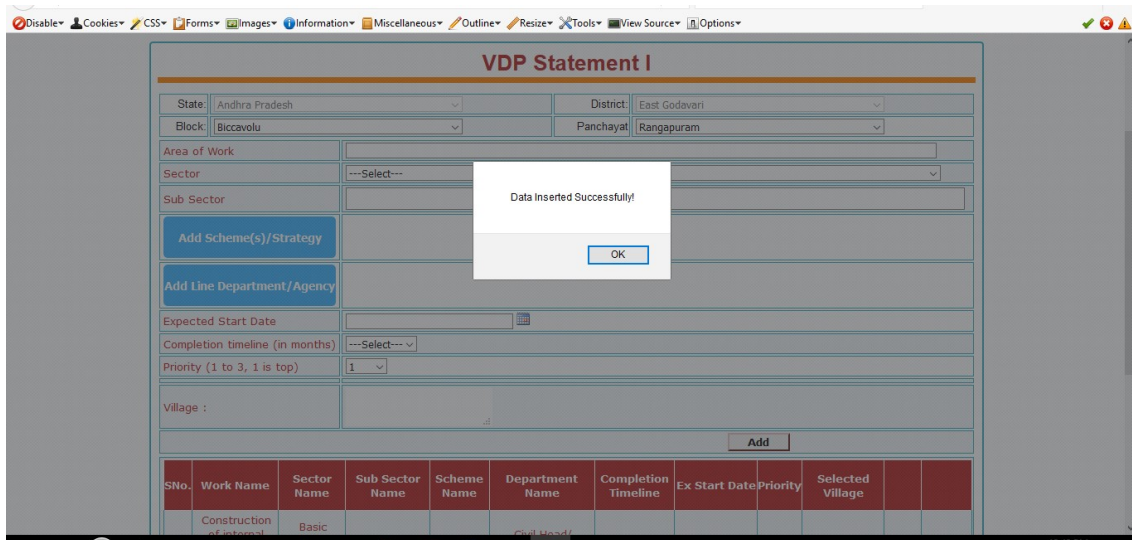 Disable Cookies CSS Forms Images Information Miscellaneous Outline Resize Tools View Source Options
VDP Statement I
State: Andhra Pradesh District: East Godavari
Block: Biccavolu Panchayat Rangapuram
Area of Work
Sector ---Select---
Sub Sector
Data Inserted Successfully!
OK
Add Scheme(s)/Strategy
Add Line Department/Agency
Expected Start Date
Completion timeline (in months) ---Select---
Priority (1 to 3, 1 is top) 1
Village :
Add
SNo. Work Name Sector Name Sub Sector Name Scheme Name Department Name Completion Timeline Ex Start Date Priority Selected Village
Construction of internal Basic Civil Head/